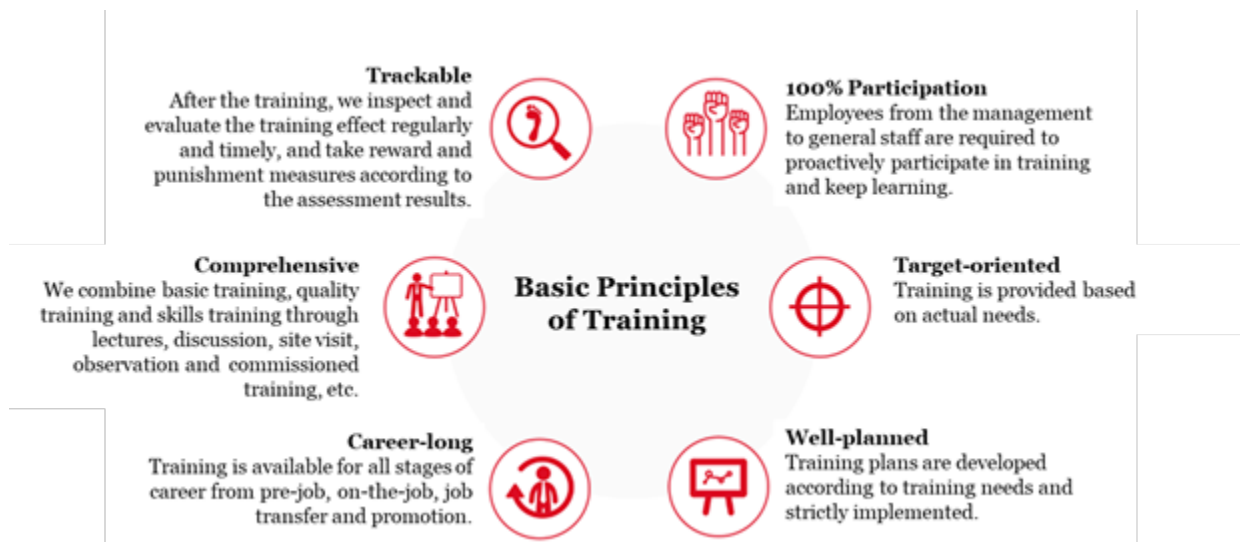 Trackable
After the training, we inspect and
evaluate the training effect regularly
and timely, and take reward and
punishment measures according to
the assessment results.
100% Participation
Employees from the management
to general staff are required to
proactively participate in training
and keep learning.
Comprehensive
We combine basic training, quality
training and skills training through
lectures, discussion, site visit,
observation and commissioned
training, etc.
Basic Principles
of Training
Target-oriented
Training is provided based
on actual needs.
Career-long
Training is available for all stages of
career from pre-job, on-the-job, job
transfer and promotion.
Well-planned
Training plans are developed
according to training needs and
strictly implemented.